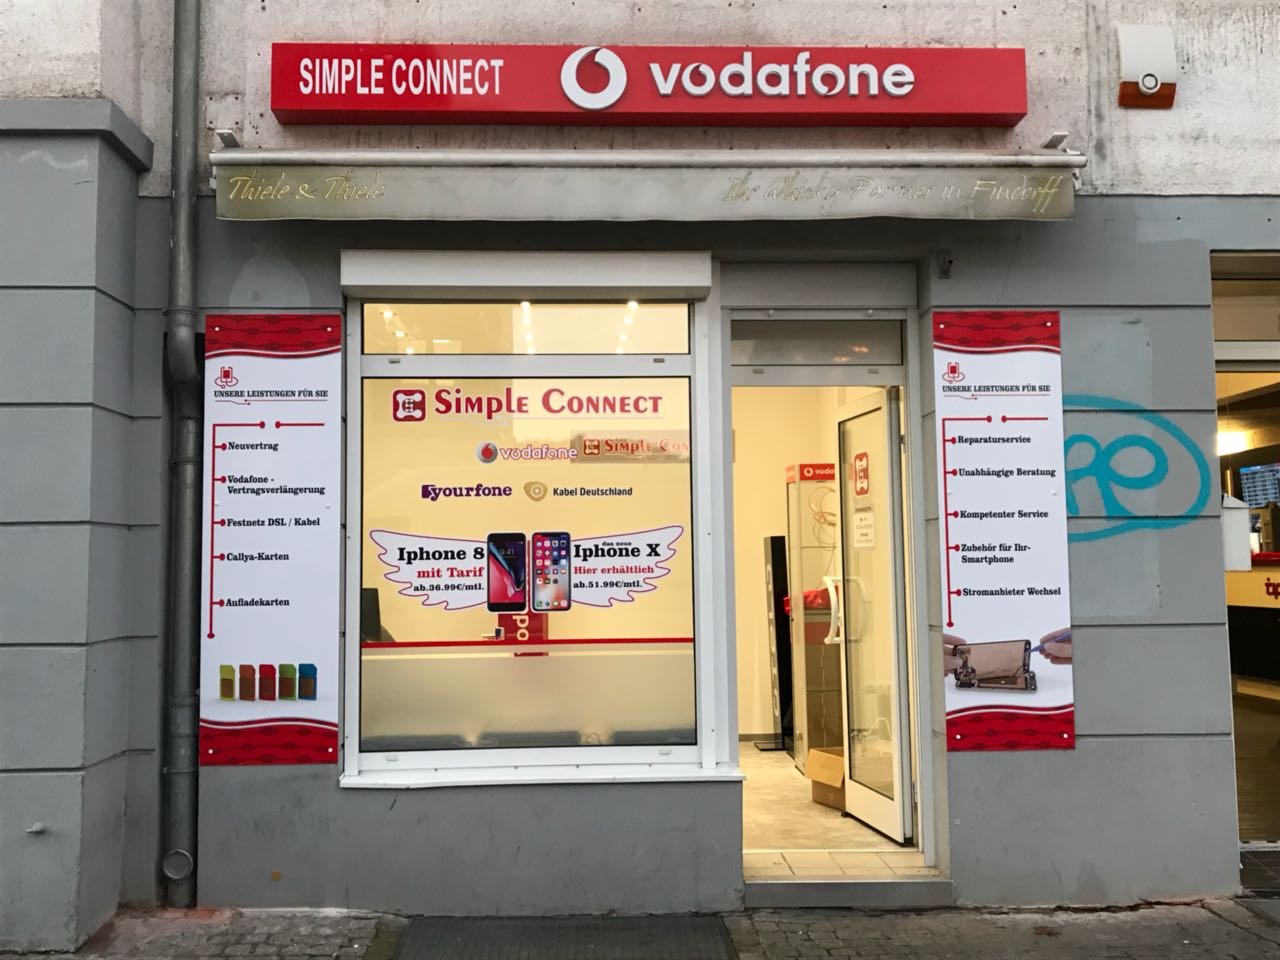 SIMPLE CONNECT vodafone
Thiele & Thiele
Ihr Whisky Partner in Findorff
UNSERE LEISTUNGEN FÜR SIE
Neuvertrag
Vodafone -
Vertragsverlängerung
Festnetz DSL / Kabel
Callya-Karten
Aufladekarten
SIMPLE CONNECT
vodafone
SIMPLE CON
yourfone
Kabel Deutschland
Iphone 8
mit Tarif
ab.36.99€/mtl.
9:41
das neue
Iphone X
Hier erhältlich
ab.51.99€/mtl.
vodafo
UNSERE LEISTUNGEN FÜR SIE
Reparaturservice
Unabhängige Beratung
Kompetenter Service
Zubehör für Ihr-
Smartphone
Stromanbieter Wechsel